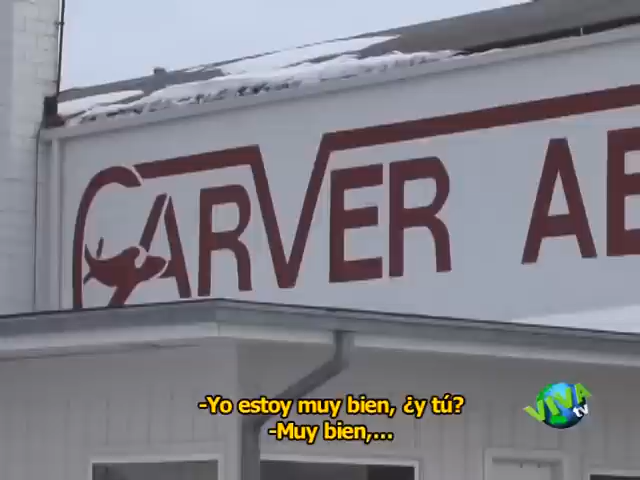 CARVER AE
-Yo estoy muy bien, ¿y tú?
-Muy bien,...
VIVA
tv